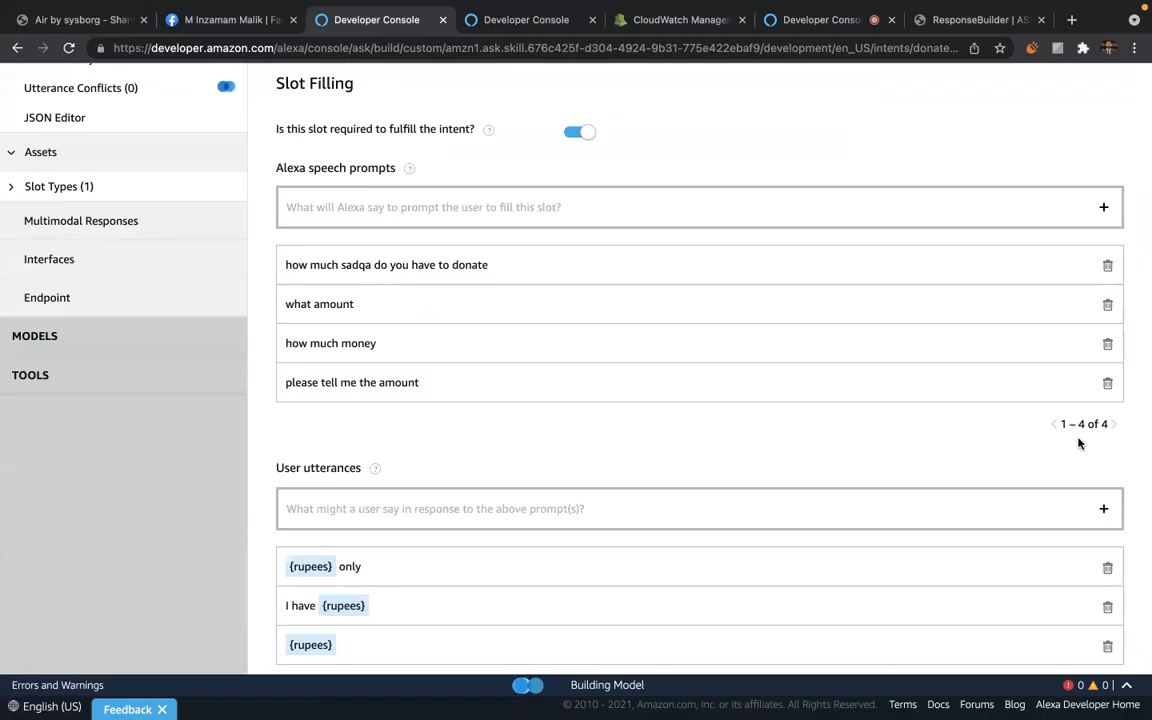 Air by sysborg - Shar
M Inzamam Malik | Fa
Developer Console
Developer Console
CloudWatch Manage
Developer Conso
ResponseBuilder | AS
https://developer.amazon.com/alexa/console/ask/build/custom/amzn1.ask.skill.676c425f-d304-4924-9b31-775e422ebaf9/development/en_US/intents/donate...
Utterance Conflicts (0)
JSON Editor
Assets
Slot Types (1)
Multimodal Responses
Interfaces
Endpoint
MODELS
TOOLS
Slot Filling
Is this slot required to fulfill the intent? ?
Alexa speech prompts ?
What will Alexa say to prompt the user to fill this slot?
how much sadqa do you have to donate
what amount
how much money
please tell me the amount
1 – 4 of 4
User utterances ?
What might a user say in response to the above prompt(s)?
{rupees} only
I have {rupees}
{rupees}
Errors and Warnings
Building Model
0 0 |
English (US)
Feedback
© 2010 - 2021, Amazon.com, Inc. or its affiliates. All Rights Reserved.
Terms Docs Forums Blog Alexa Developer Home